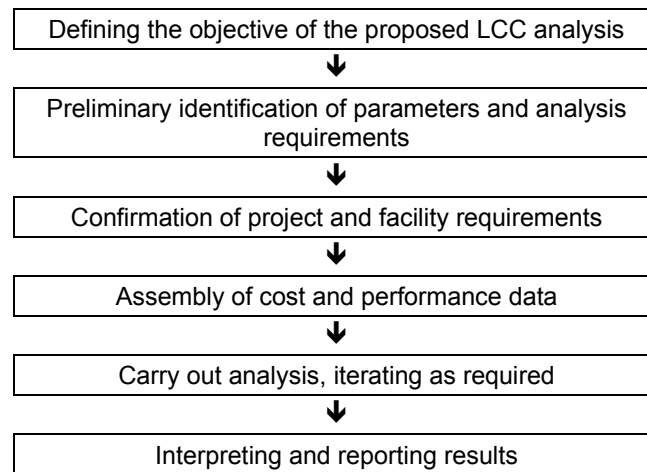 Defining the objective of the proposed LCC analysis
Preliminary identification of parameters and analysis
requirements
Confirmation of project and facility requirements
Assembly of cost and performance data
Carry out analysis, iterating as required
Interpreting and reporting results